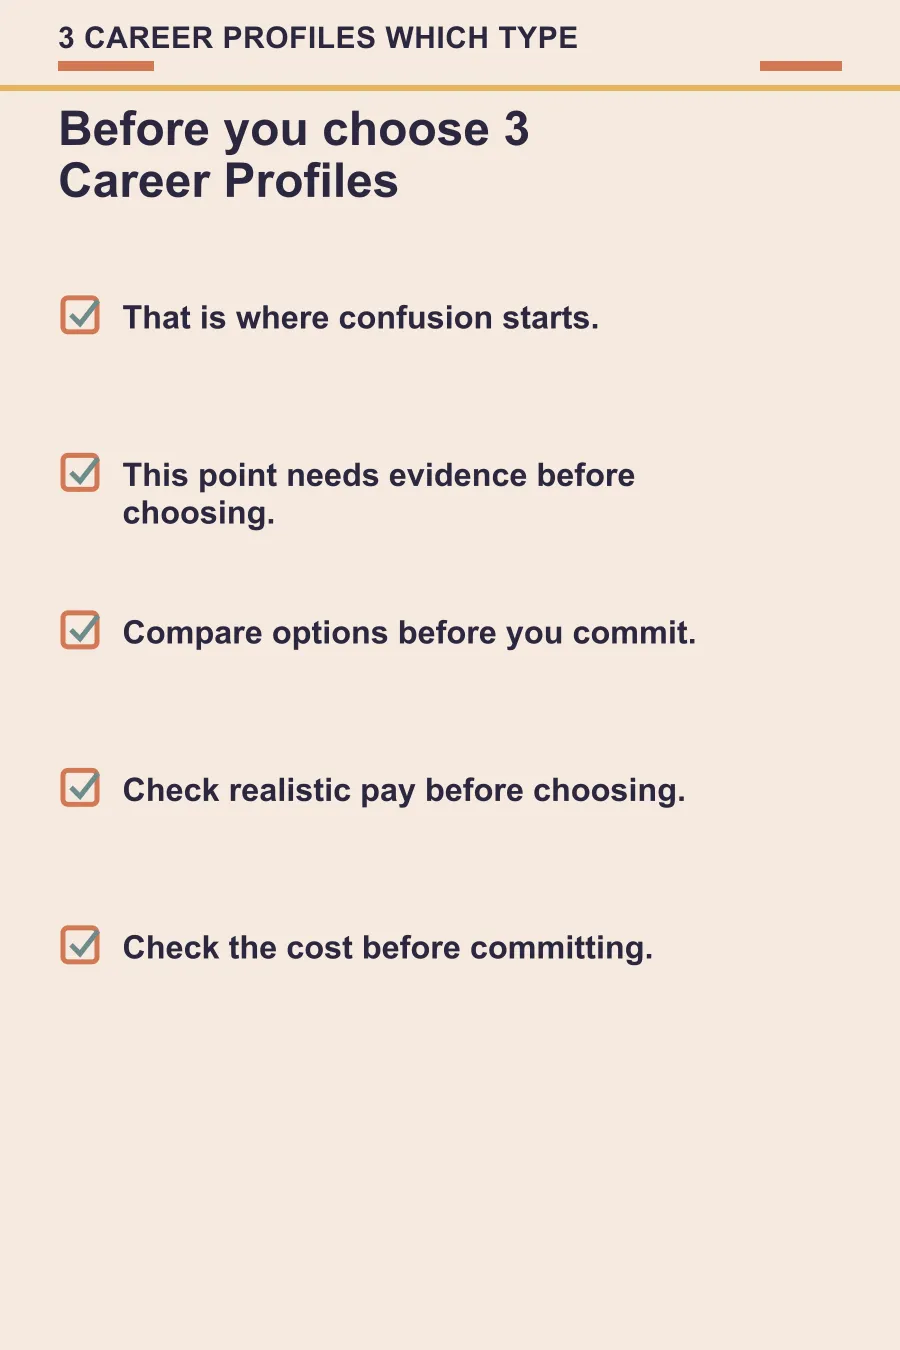 3 CAREER PROFILES WHICH TYPE
Before you choose 3
Career Profiles
That is where confusion starts.
This point needs evidence before
choosing.
Compare options before you commit.
Check realistic pay before choosing.
Check the cost before committing.